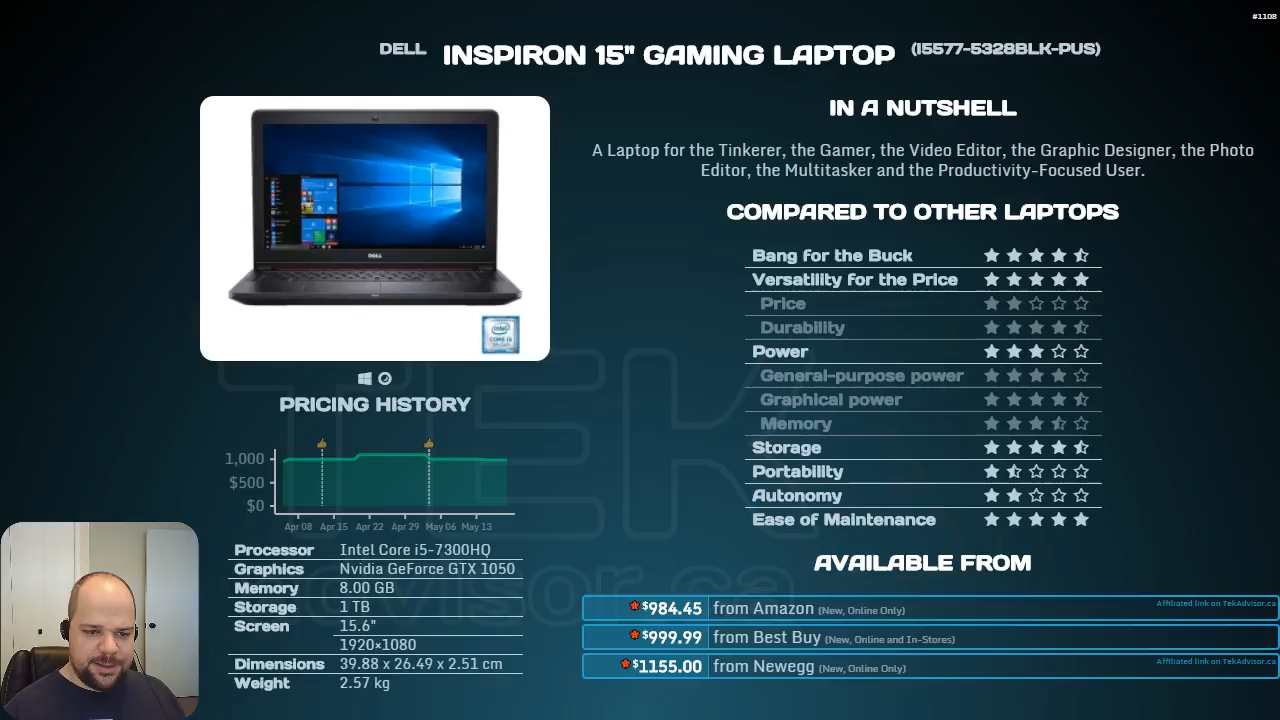 #1108
DELL INSPIRON 15" GAMING LAPTOP (I5577-5328BLK-PUS)
DELL
intel
CORE i5
PRICING HISTORY
1,000
$500
$0
Apr 08 Apr 15 Apr 22 Apr 29 May 06 May 13
Processor Intel Core i5-7300HQ
Graphics Nvidia GeForce GTX 1050
Memory 8.00 GB
Storage 1 TB
Screen 15.6"
1920×1080
Dimensions 39.88 x 26.49 x 2.51 cm
Weight 2.57 kg
IN A NUTSHELL
A Laptop for the Tinkerer, the Gamer, the Video Editor, the Graphic Designer, the Photo
Editor, the Multitasker and the Productivity-Focused User.
COMPARED TO OTHER LAPTOPS
Bang for the Buck
Versatility for the Price
Price
Durability
Power
General-purpose power
Graphical power
Memory
Storage
Portability
Autonomy
Ease of Maintenance
AVAILABLE FROM
$984.45 from Amazon (New, Online Only) Affiliated link on TekAdvisor.ca
$999.99 from Best Buy (New, Online and In-Stores)
$1155.00 from Newegg (New, Online Only) Affiliated link on TekAdvisor.ca